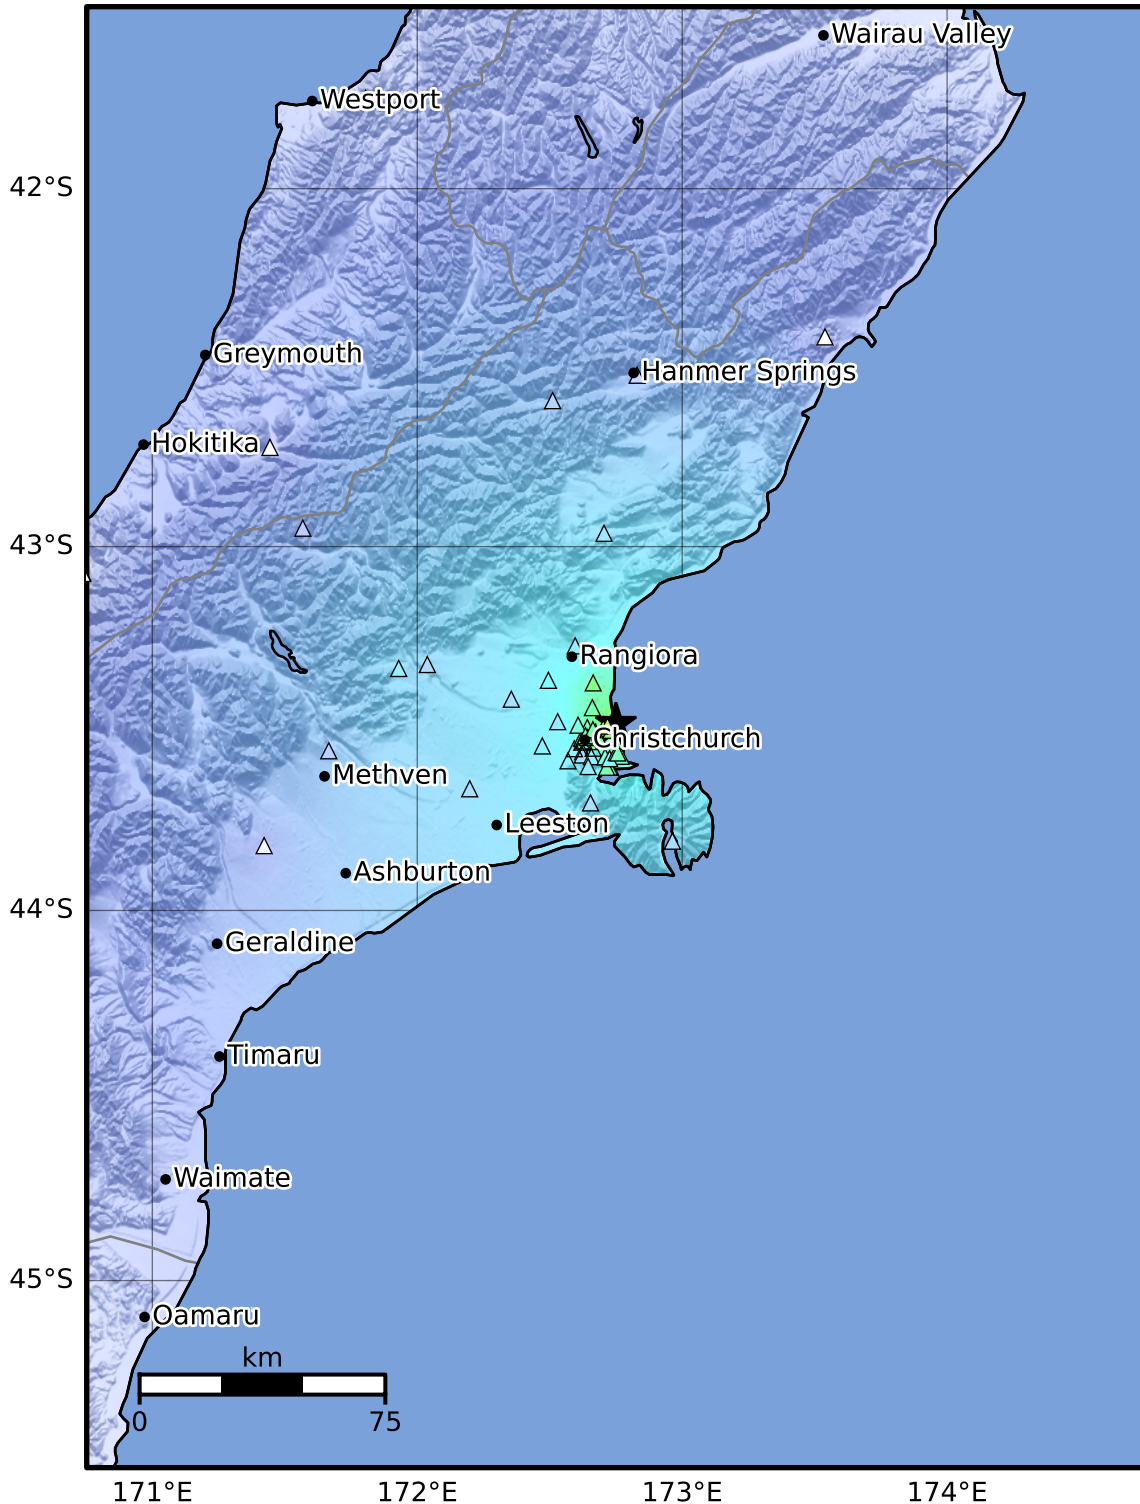 Wairau Valley
Westport
42°S
Greymouth
Hanmer Springs
Hokitika
43°S
Rangiora
Christchurch
Methven
Leeston
Ashburton
44°S
Geraldine
Timaru
Waimate
45°S
Oamaru
km
0 75
171°E 172°E 173°E 174°E